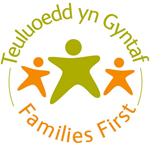 Teuluoedd yn Gyntaf
Families First